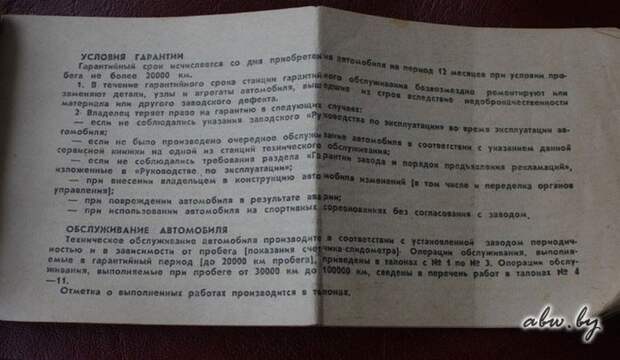 УСЛОВИЯ ГАРАНТИИ
Гарантийный срок исчисляется со дня приобретения автомобиля на период 12 месяцев при условии про-
бега не более 20000 км.
1. В течение гарантийного срока станции гарантийного обслуживания безвозмездно ремонтируют или
заменяют детали, узлы и агрегаты автомобиля, вышедшие из строя вследствие недоброкачественности
материала или другого заводского дефекта.
2. Владелец теряет право на гарантию в следующих случаях:
— если не соблюдались указания заводского «Руководства по эксплуатации» во время эксплуатации ав-
томобиля;
— если не было произведено очередное обслуживание автомобиля в соответствии с указанием данной
сервисной книжки на одной из станций технического обслуживания;
— если не соблюдались требования раздела «Гарантии завода и порядок предъявления рекламаций»,
изложенные в «Руководстве по эксплуатации»;
— при внесении владельцем в конструкцию автомобиля изменений [в том числе и переделка органов
управления];
— при повреждении автомобиля в результате аварии;
— при использовании автомобиля на спортивных соревнованиях без согласования с заводом.
ОБСЛУЖИВАНИЕ АВТОМОБИЛЯ
Техническое обслуживание автомобиля производите в соответствии с установленной заводом периодич-
ностью и в зависимости от пробега [показания счетчика-спидометра]. Операции обслуживания, выполня-
емые в гарантийный период [до 20000 км пробега], приведены в талонах с № 1 по № 3. Операции обслу-
живания, выполняемые при пробеге от 30000 км до 100000 км, сведены в перечень работ в талонах № 4
—11.
Отметка о выполненных работах производится в талонах.
abw.by